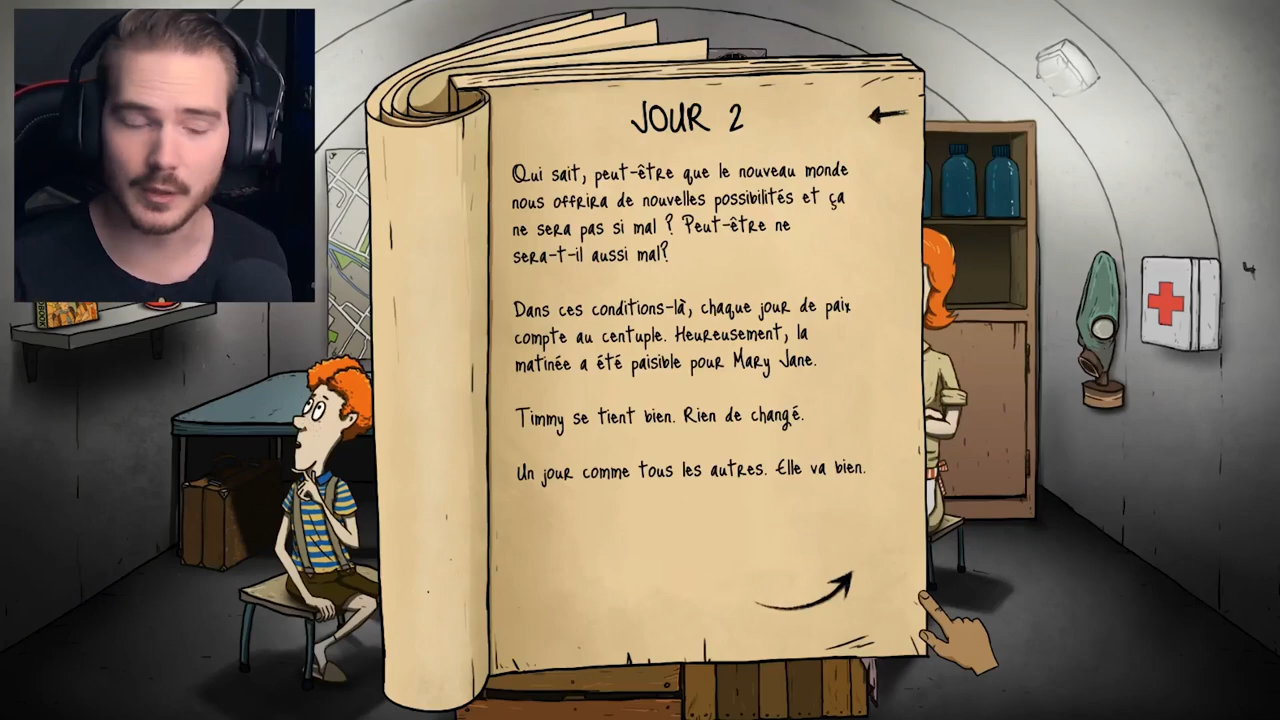 JOUR 2
Qui sait, peut-être que le nouveau monde
nous offrira de nouvelles possibilités et ça
ne sera pas si mal ? Peut-être ne
sera-t-il aussi mal?
Dans ces conditions-là, chaque jour de paix
compte au centuple. Heureusement, la
matinée a été paisible pour Mary Jane.
Timmy se tient bien. Rien de changé.
Un jour comme tous les autres. Elle va bien.